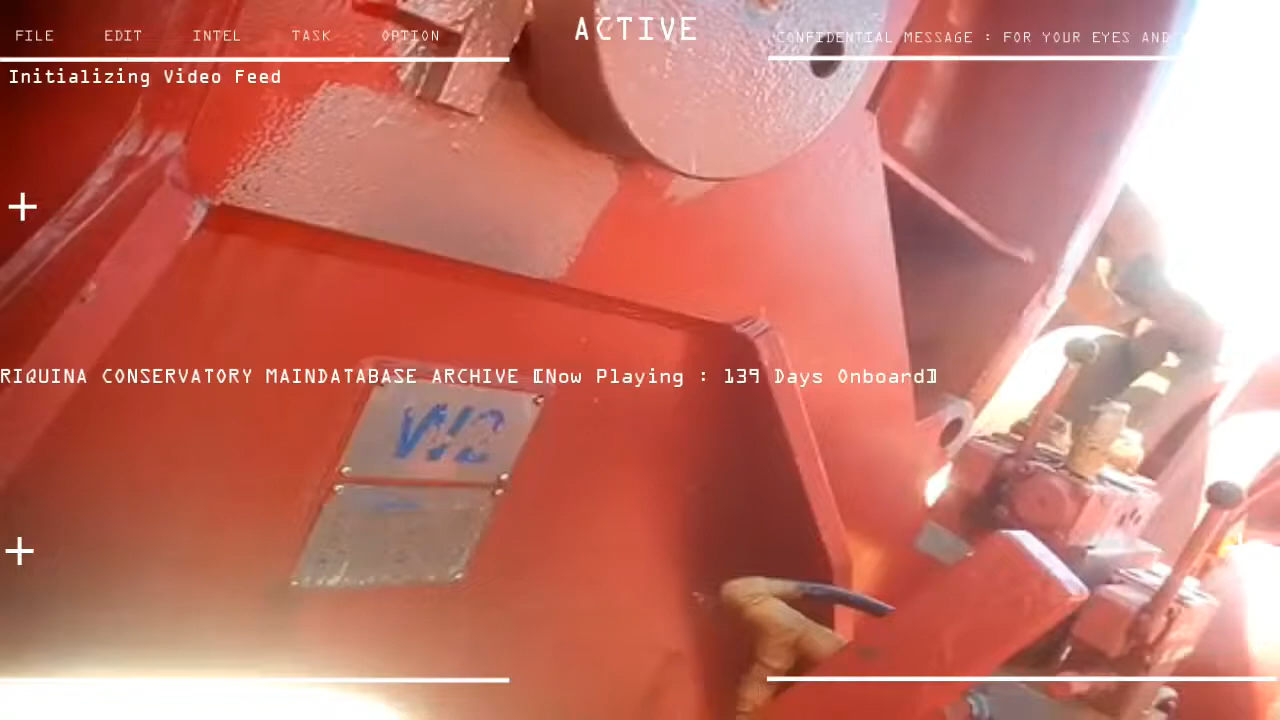 FILE EDIT INTEL TASK OPTION
ACTIVE
CONFIDENTIAL MESSAGE : FOR YOUR EYES AND
Initializing Video Feed
RIQUINA CONSERVATORY MAINDATABASE ARCHIVE [Now Playing : 139 Days Onboard]
W2